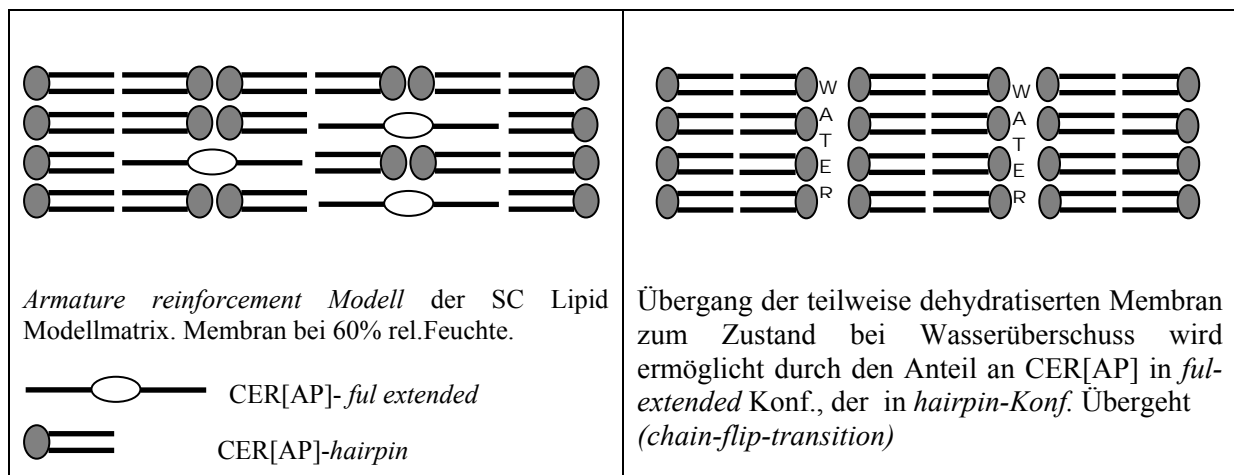 W
A
T
E
R
W
A
T
E
R
Armature reinforcement Modell der SC Lipid
Modellmatrix. Membran bei 60% rel.Feuchte.
CER[AP]- ful extended
CER[AP]-hairpin
Übergang der teilweise dehydratiserten Membran
zum Zustand bei Wasserüberschuss wird
ermöglicht durch den Anteil an CER[AP] in ful-
extended Konf., der in hairpin-Konf. Übergeht
(chain-flip-transition)